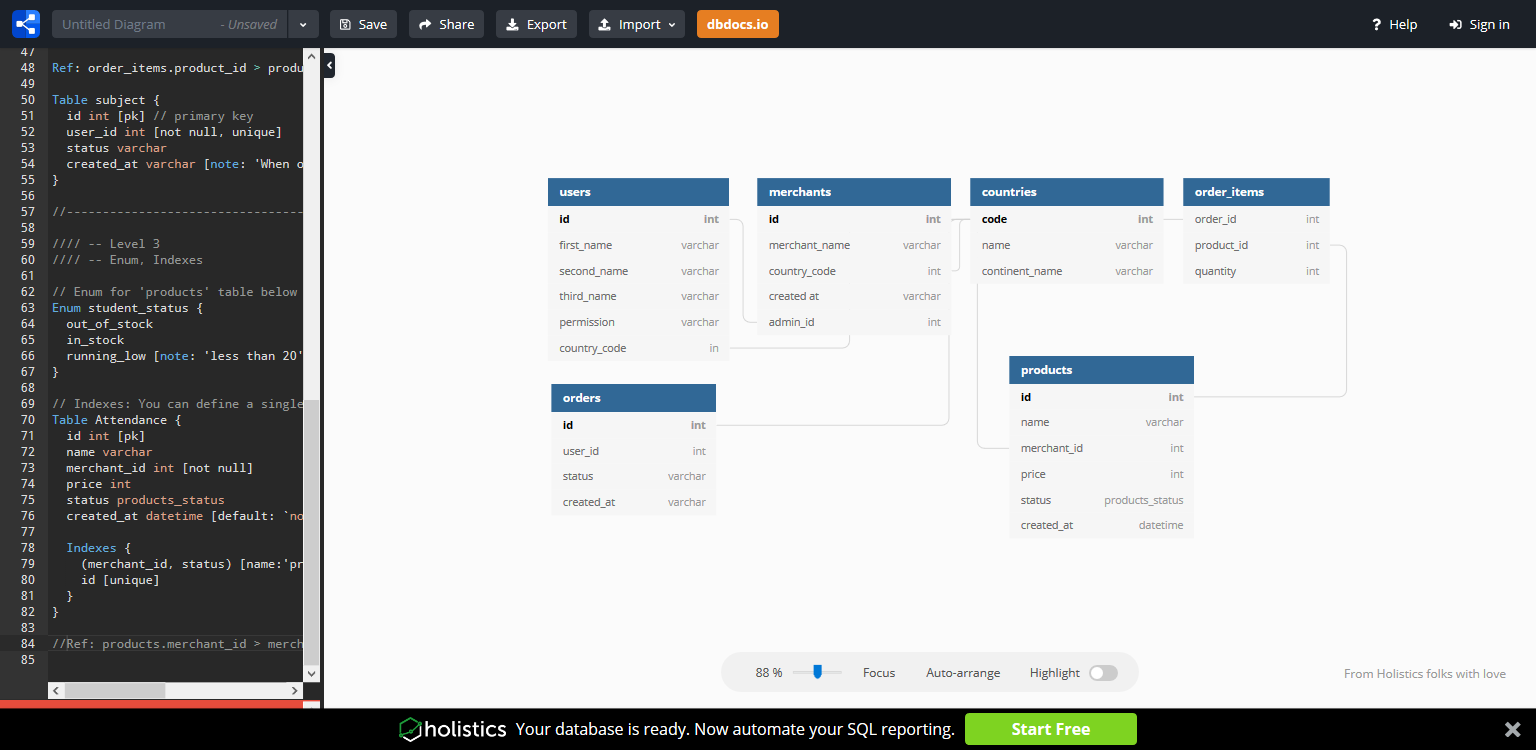 Untitled Diagram - Unsaved Save Share Export Import dbdocs.io ? Help Sign in
47
48 Ref: order_items.product_id > produ
49
50 Table subject {
51 id int [pk] // primary key
52 user_id int [not null, unique]
53 status varchar
54 created_at varchar [note: 'When o
55 }
56
57 //---------------------------------
58
59 //// -- Level 3
60 //// -- Enum, Indexes
61
62 // Enum for 'products' table below
63 Enum student_status {
64 out_of_stock
65 in_stock
66 running_low [note: 'less than 20'
67 }
68
69 // Indexes: You can define a single
70 Table Attendance {
71 id int [pk]
72 name varchar
73 merchant_id int [not null]
74 price int
75 status products_status
76 created_at datetime [default: `no
77
78 Indexes {
79 (merchant_id, status) [name:'pr
80 id [unique]
81 }
82 }
83
84 //Ref: products.merchant_id > merch
85
users
id int
first_name varchar
second_name varchar
third_name varchar
permission varchar
country_code in
merchants
id int
merchant_name varchar
country_code int
created at varchar
admin_id int
countries
code int
name varchar
continent_name varchar
order_items
order_id int
product_id int
quantity int
orders
id int
user_id int
status varchar
created_at varchar
products
id int
name varchar
merchant_id int
price int
status products_status
created_at datetime
88 % Focus Auto-arrange Highlight
From Holistics folks with love
holistics Your database is ready. Now automate your SQL reporting. Start Free